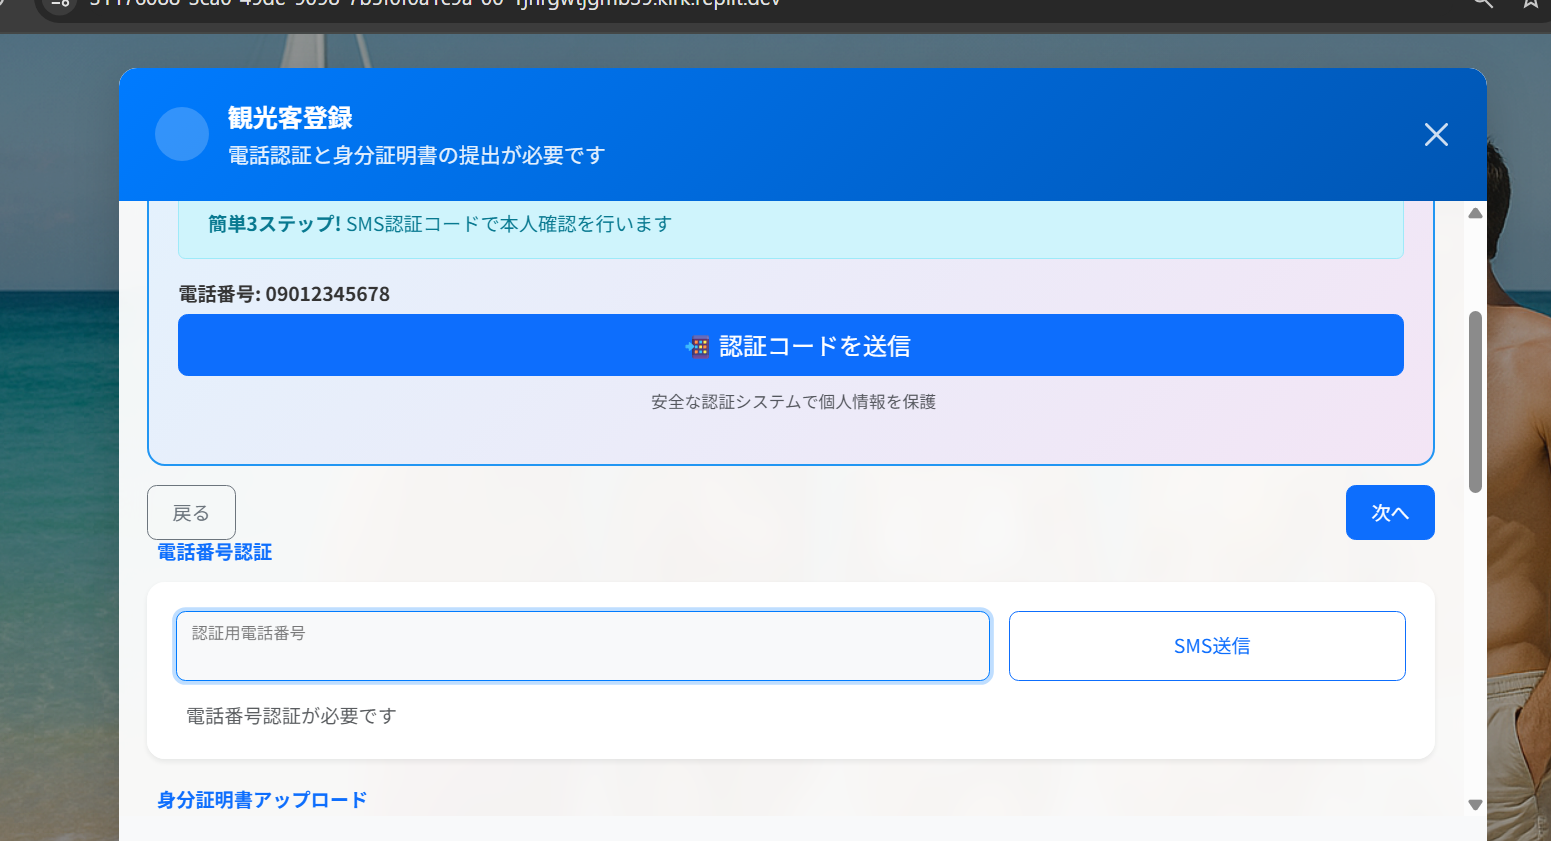 観光客登録
電話認証と身分証明書の提出が必要です
簡単3ステップ! SMS認証コードで本人確認を行います
電話番号: 09012345678
認証コードを送信
安全な認証システムで個人情報を保護
戻る
次へ
電話番号認証
認証用電話番号
SMS送信
電話番号認証が必要です
身分証明書アップロード